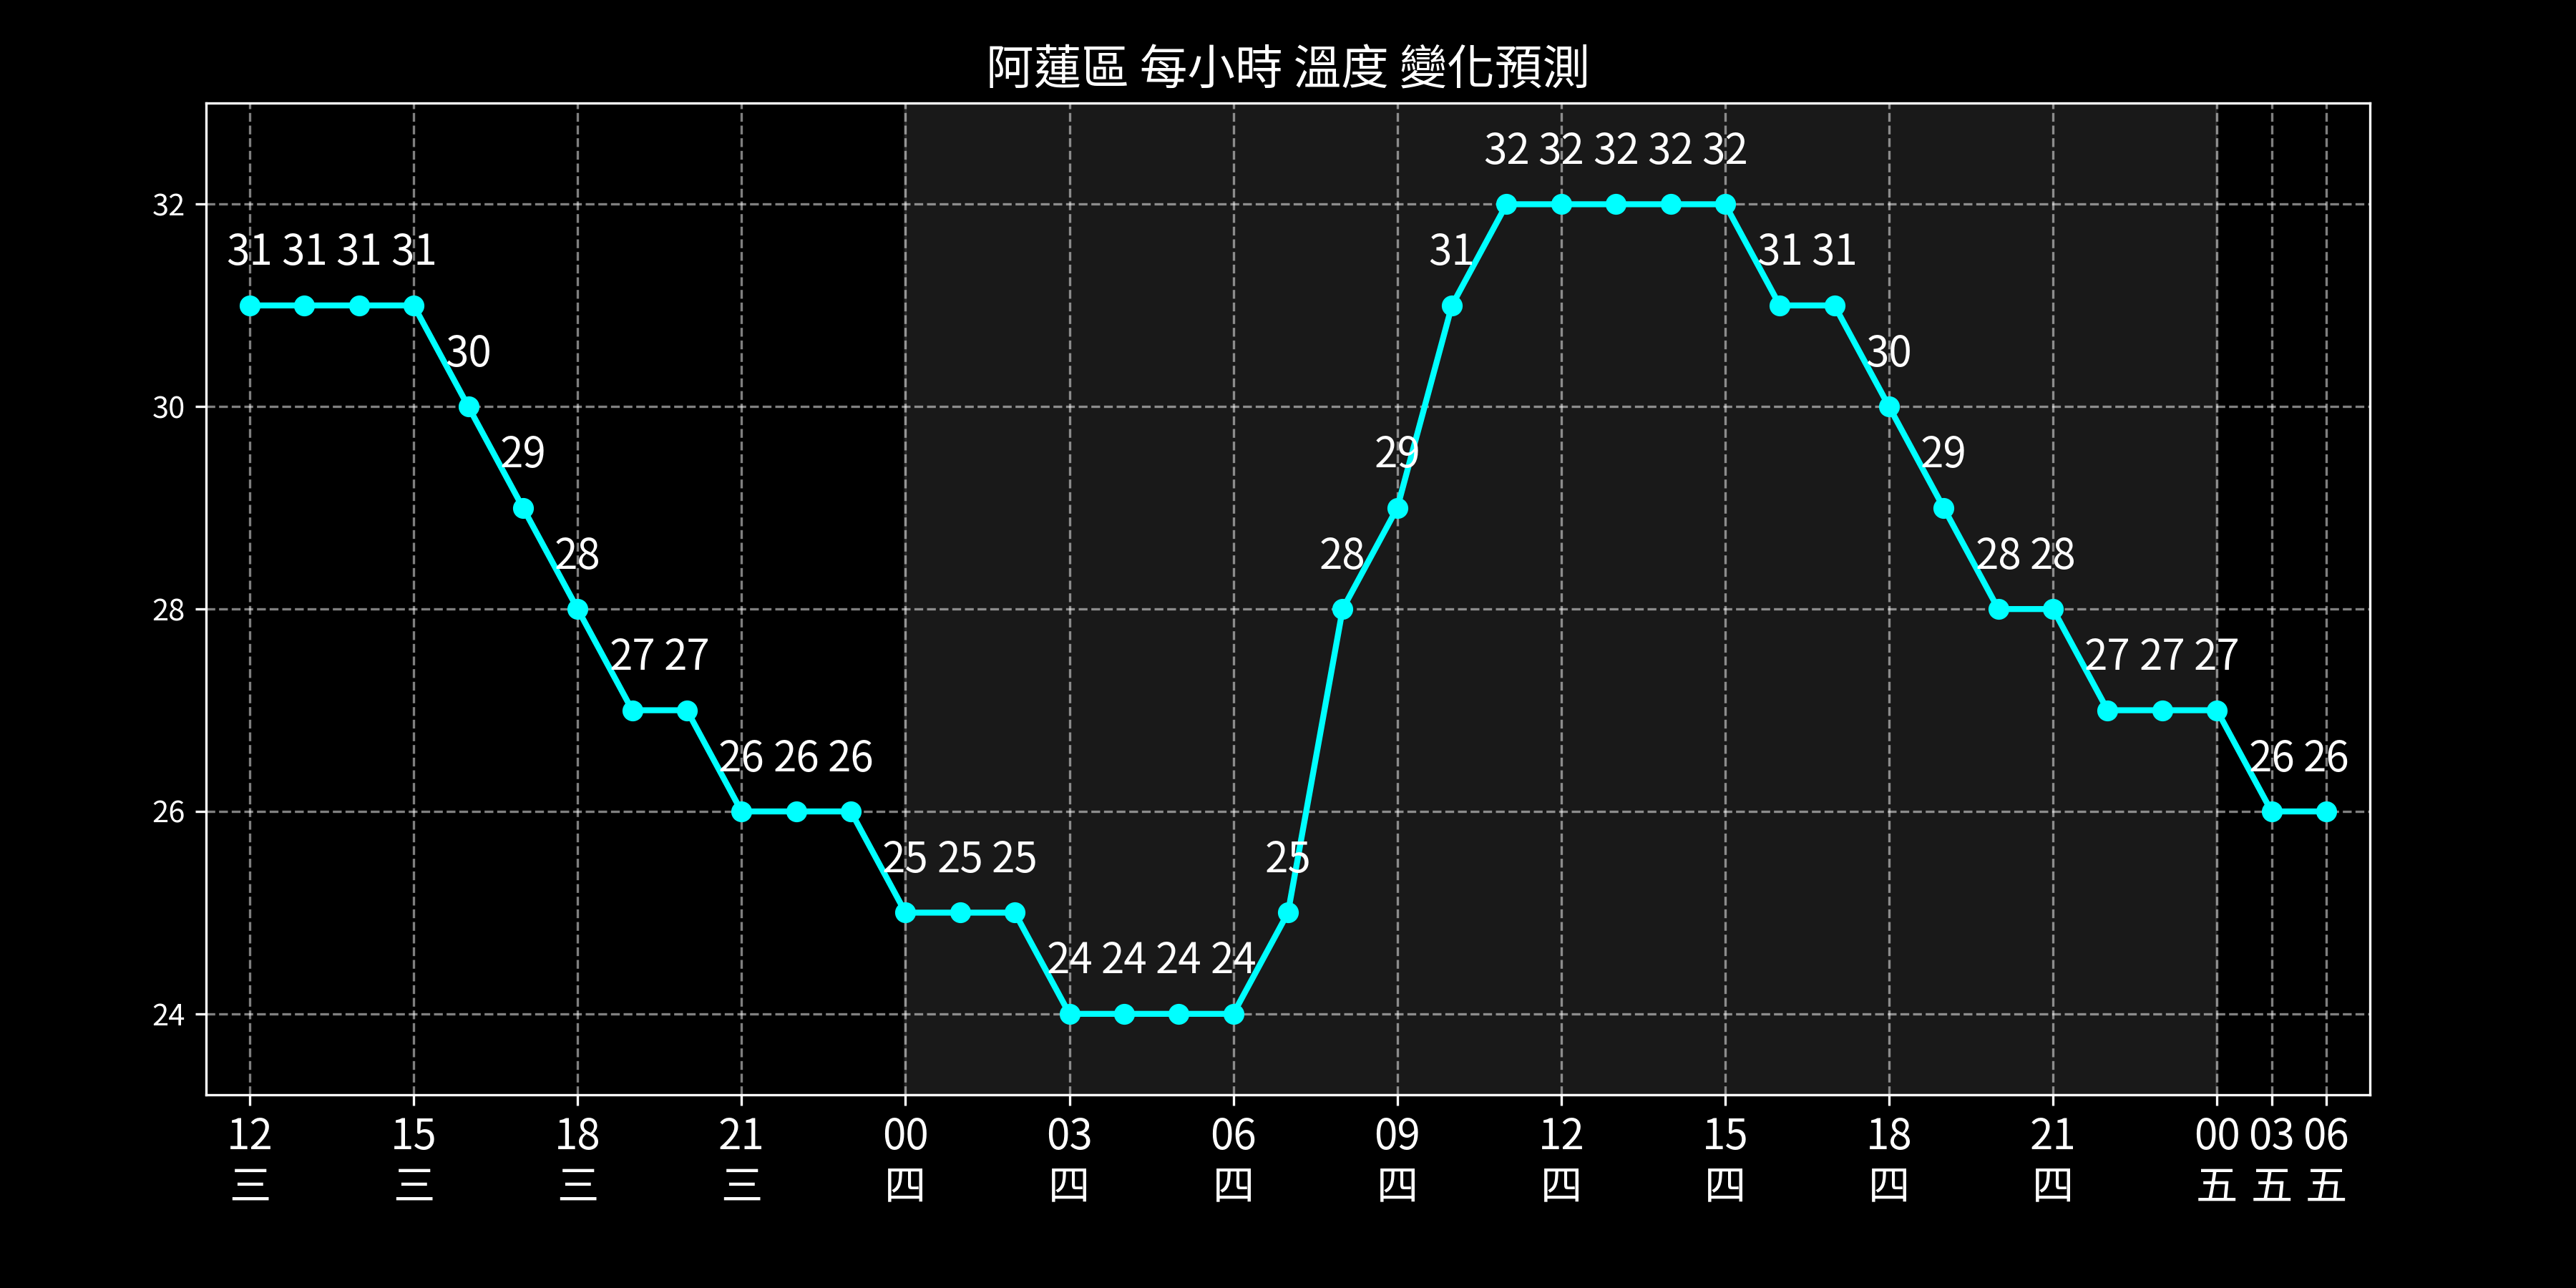 阿蓮區 每小時 溫度 變化預測
32 32 32 32 32
32
31 31 31 31 31 31 31
30 30
30
29 29 29
28 28 28 28
28
27 27 27 27 27
26 26 26 26 26
26
25 25 25 25
24 24 24 24
24
12 15 18 21 00 03 06 09 12 15 18 21 00 03 06
三 三 三 三 四 四 四 四 四 四 四 四 五 五 五